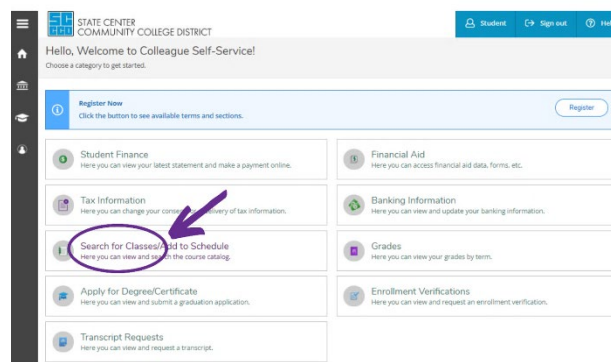 STATE CENTER
COMMUNITY COLLEGE DISTRICT
Student
Sign out
Hello, Welcome to Colleague Self-Service!
Choose a category to get started.
Register Now
Click the button to see available terms and sections.
Register
Student Finance
Here you can view your latest statement and make a payment online.
Financial Aid
Here you can access financial aid data, forms, etc.
Tax Information
Here you can change your delivery of tax information.
Banking Information
Here you can view and update your banking information.
Search for Classes/Add to Schedule
Here you can view and search the course catalog.
Grades
Here you can view your grades by term.
Apply for Degree/Certificate
Here you can view and submit a graduation application.
Enrollment Verifications
Here you can view and request an enrollment verification.
Transcript Requests
Here you can view and request a transcript.